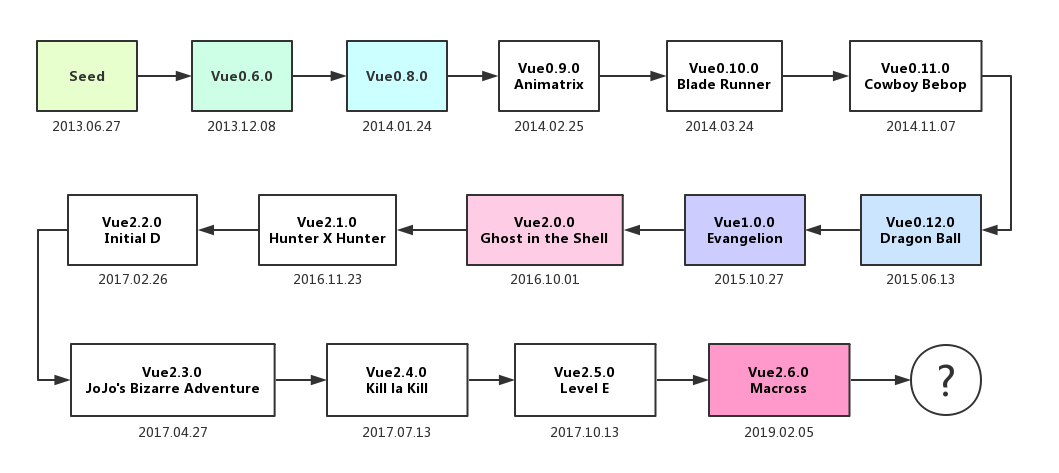 Seed
2013.06.27
Vue0.6.0
2013.12.08
Vue0.8.0
2014.01.24
Vue0.9.0
Animatrix
2014.02.25
Vue0.10.0
Blade Runner
2014.03.24
Vue0.11.0
Cowboy Bebop
2014.11.07
Vue0.12.0
Dragon Ball
2015.06.13
Vue1.0.0
Evangelion
2015.10.27
Vue2.0.0
Ghost in the Shell
2016.10.01
Vue2.1.0
Hunter X Hunter
2016.11.23
Vue2.2.0
Initial D
2017.02.26
Vue2.3.0
JoJo's Bizarre Adventure
2017.04.27
Vue2.4.0
Kill la Kill
2017.07.13
Vue2.5.0
Level E
2017.10.13
Vue2.6.0
Macross
2019.02.05
?